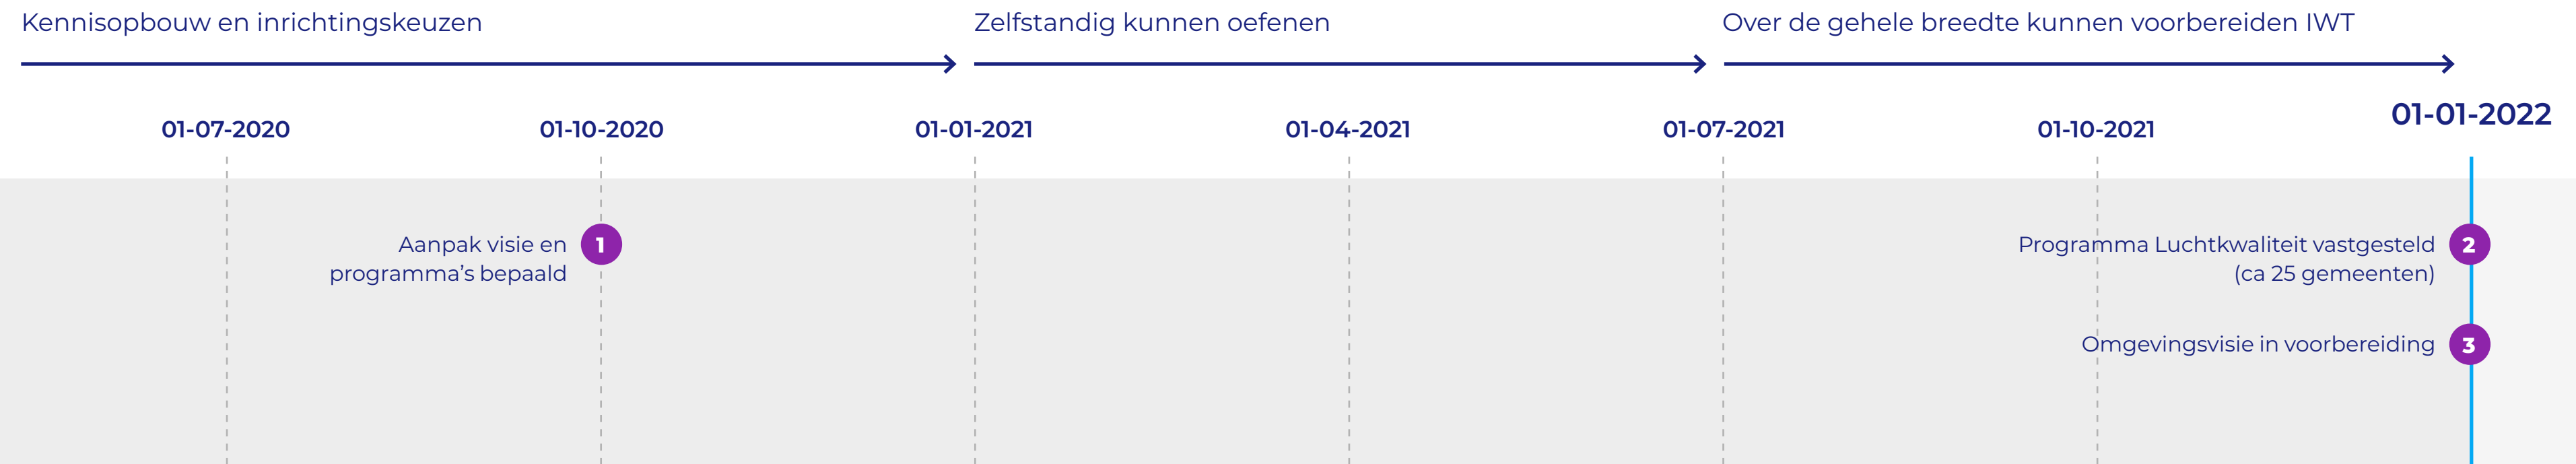 Kennisopbouw en inrichtingskeuzen
Zelfstandig kunnen oefenen
Over de gehele breedte kunnen voorbereiden IWT
01-07-2020
01-10-2020
01-01-2021
01-04-2021
01-07-2021
01-10-2021
01-01-2022
Aanpak visie en
programma’s bepaald
1
Programma Luchtkwaliteit vastgesteld
(ca 25 gemeenten)
2
Omgevingsvisie in voorbereiding
3